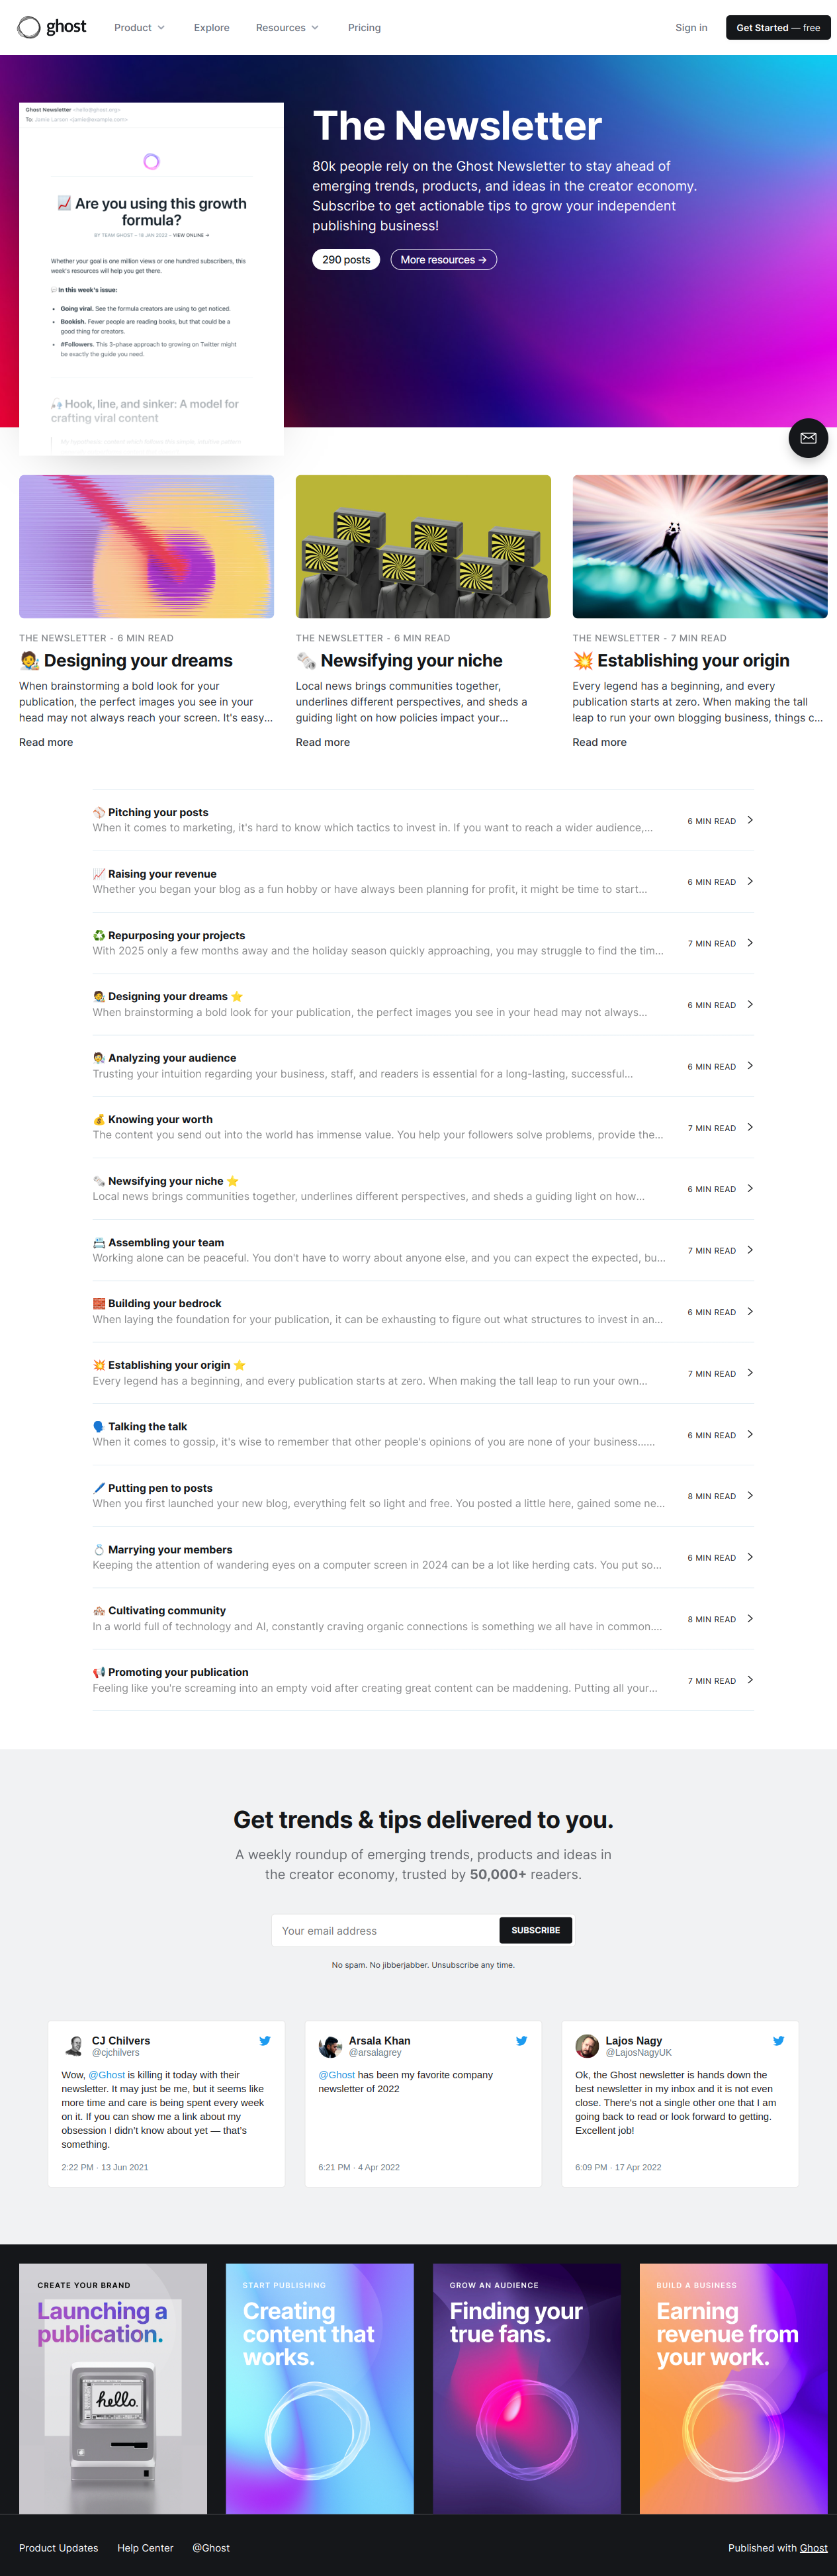 ghost Product Explore Resources Pricing Sign in Get Started — free
Ghost Newsletter <hello@ghost.org>
To: Jamie Larson <jamie@example.com>
📈 Are you using this growth
formula?
BY TEAM GHOST – 16 JAN 2022 – VIEW ONLINE →
Whether your goal is one million views or one hundred subscribers, this
week's resources will help you get there.
In this week's issue:
Going viral. See the formula creators are using to get noticed.
Bookish. Fewer people are reading books, but that could be a
good thing for creators.
#Followers. This 3-phase approach to growing on Twitter might
be exactly the guide you need.
🎣 Hook, line, and sinker: A model for
crafting viral content
The Newsletter
80k people rely on the Ghost Newsletter to stay ahead of
emerging trends, products, and ideas in the creator economy.
Subscribe to get actionable tips to grow your independent
publishing business!
290 posts More resources →
THE NEWSLETTER - 6 MIN READ
🧑‍🎨 Designing your dreams
When brainstorming a bold look for your
publication, the perfect images you see in your
head may not always reach your screen. It's easy...
Read more
THE NEWSLETTER - 6 MIN READ
🗞️ Newsifying your niche
Local news brings communities together,
underlines different perspectives, and sheds a
guiding light on how policies impact your...
Read more
THE NEWSLETTER - 7 MIN READ
💥 Establishing your origin
Every legend has a beginning, and every
publication starts at zero. When making the tall
leap to run your own blogging business, things c...
Read more
⚾ Pitching your posts
When it comes to marketing, it's hard to know which tactics to invest in. If you want to reach a wider audience,...
6 MIN READ
📈 Raising your revenue
Whether you began your blog as a fun hobby or have always been planning for profit, it might be time to start...
6 MIN READ
♻️ Repurposing your projects
With 2025 only a few months away and the holiday season quickly approaching, you may struggle to find the tim...
7 MIN READ
🧑‍🎨 Designing your dreams ⭐
When brainstorming a bold look for your publication, the perfect images you see in your head may not always...
6 MIN READ
Analyzing your audience
Trusting your intuition regarding your business, staff, and readers is essential for a long-lasting, successful...
6 MIN READ
💰 Knowing your worth
The content you send out into the world has immense value. You help your followers solve problems, provide the...
7 MIN READ
🗞️ Newsifying your niche ⭐
Local news brings communities together, underlines different perspectives, and sheds a guiding light on how...
6 MIN READ
📇 Assembling your team
Working alone can be peaceful. You don't have to worry about anyone else, and you can expect the expected, bu...
7 MIN READ
🧱 Building your bedrock
When laying the foundation for your publication, it can be exhausting to figure out what structures to invest in an...
6 MIN READ
💥 Establishing your origin ⭐
Every legend has a beginning, and every publication starts at zero. When making the tall leap to run your own...
7 MIN READ
🗣️ Talking the talk
When it comes to gossip, it's wise to remember that other people's opinions of you are none of your business......
6 MIN READ
🖊️ Putting pen to posts
When you first launched your new blog, everything felt so light and free. You posted a little here, gained some ne...
8 MIN READ
💍 Marrying your members
Keeping the attention of wandering eyes on a computer screen in 2024 can be a lot like herding cats. You put so...
6 MIN READ
🏘️ Cultivating community
In a world full of technology and AI, constantly craving organic connections is something we all have in common....
8 MIN READ
📢 Promoting your publication
Feeling like you're screaming into an empty void after creating great content can be maddening. Putting all your...
7 MIN READ
Get trends & tips delivered to you.
A weekly roundup of emerging trends, products and ideas in
the creator economy, trusted by 50,000+ readers.
Your email address SUBSCRIBE
No spam. No jibberjabber. Unsubscribe any time.
CJ Chilvers
@cjchilvers
Wow, @Ghost is killing it today with their
newsletter. It may just be me, but it seems like
more time and care is being spent every week
on it. If you can show me a link about my
obsession I didn't know about yet — that's
something.
2:22 PM · 13 Jun 2021
Arsala Khan
@arsalagrey
@Ghost has been my favorite company
newsletter of 2022
6:21 PM · 4 Apr 2022
Lajos Nagy
@LajosNagyUK
Ok, the Ghost newsletter is hands down the
best newsletter in my inbox and it is not even
close. There's not a single other one that I am
going back to read or look forward to getting.
Excellent job!
6:09 PM · 17 Apr 2022
CREATE YOUR BRAND
Launching a
publication.
hello.
START PUBLISHING
Creating
content that
works.
GROW AN AUDIENCE
Finding your
true fans.
BUILD A BUSINESS
Earning
revenue from
your work.
Product Updates Help Center @Ghost Published with Ghost